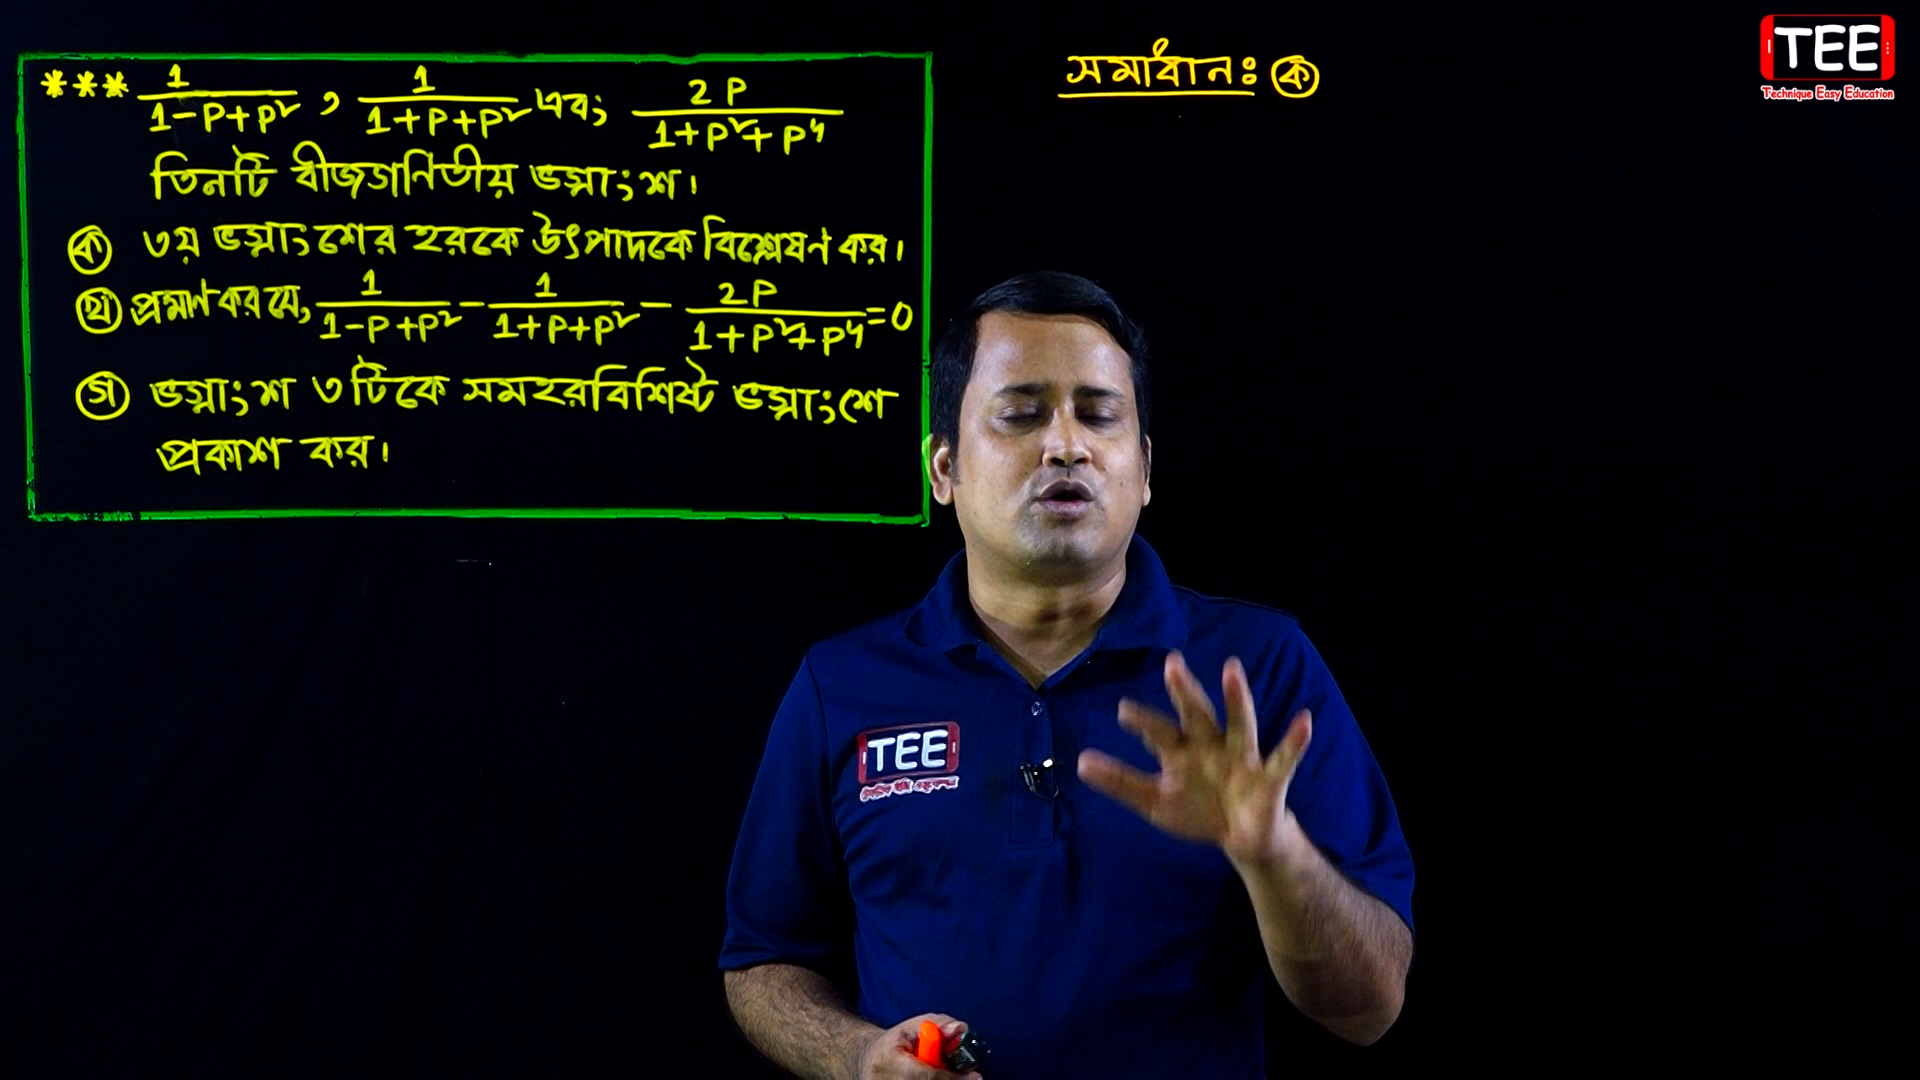 *** 1/(1-P+P²) , 1/(1+P+P²) এবং 2P/(1+P²+P⁴)
তিনটি বীজগণিতীয় ভগ্নাংশ।
ক ৩য় ভগ্নাংশের হরকে উৎপাদকে বিশ্লেষণ কর।
খ প্রমাণ কর যে, 1/(1-P+P²) - 1/(1+P+P²) - 2P/(1+P²+P⁴) = 0
গ ভগ্নাংশ ৩টিকে সমহরবিশিষ্ট ভগ্নাংশে
প্রকাশ কর।
সমাধানঃ ক
TEE
Technique Easy Education
TEE